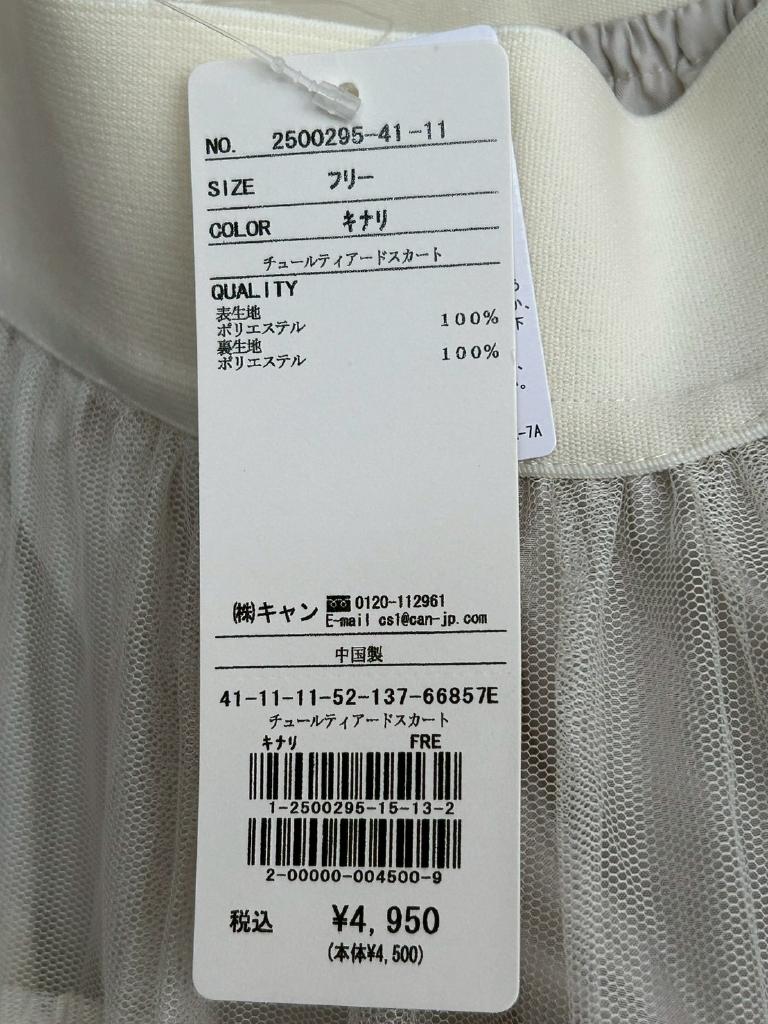 NO. 2500295-41-11
SIZE フリー
COLOR キナリ
チュールティアードスカート
QUALITY
表生地
ポリエステル 100%
裏生地
ポリエステル 100%
㈱キャン 0120-112961
E-mail cs1@can-jp.com
中国製
41-11-11-52-137-66857E
チュールティアードスカート
キナリ FRE
1-2500295-15-13-2
2-00000-004500-9
税込 ¥4,950
(本体¥4,500)
-7A